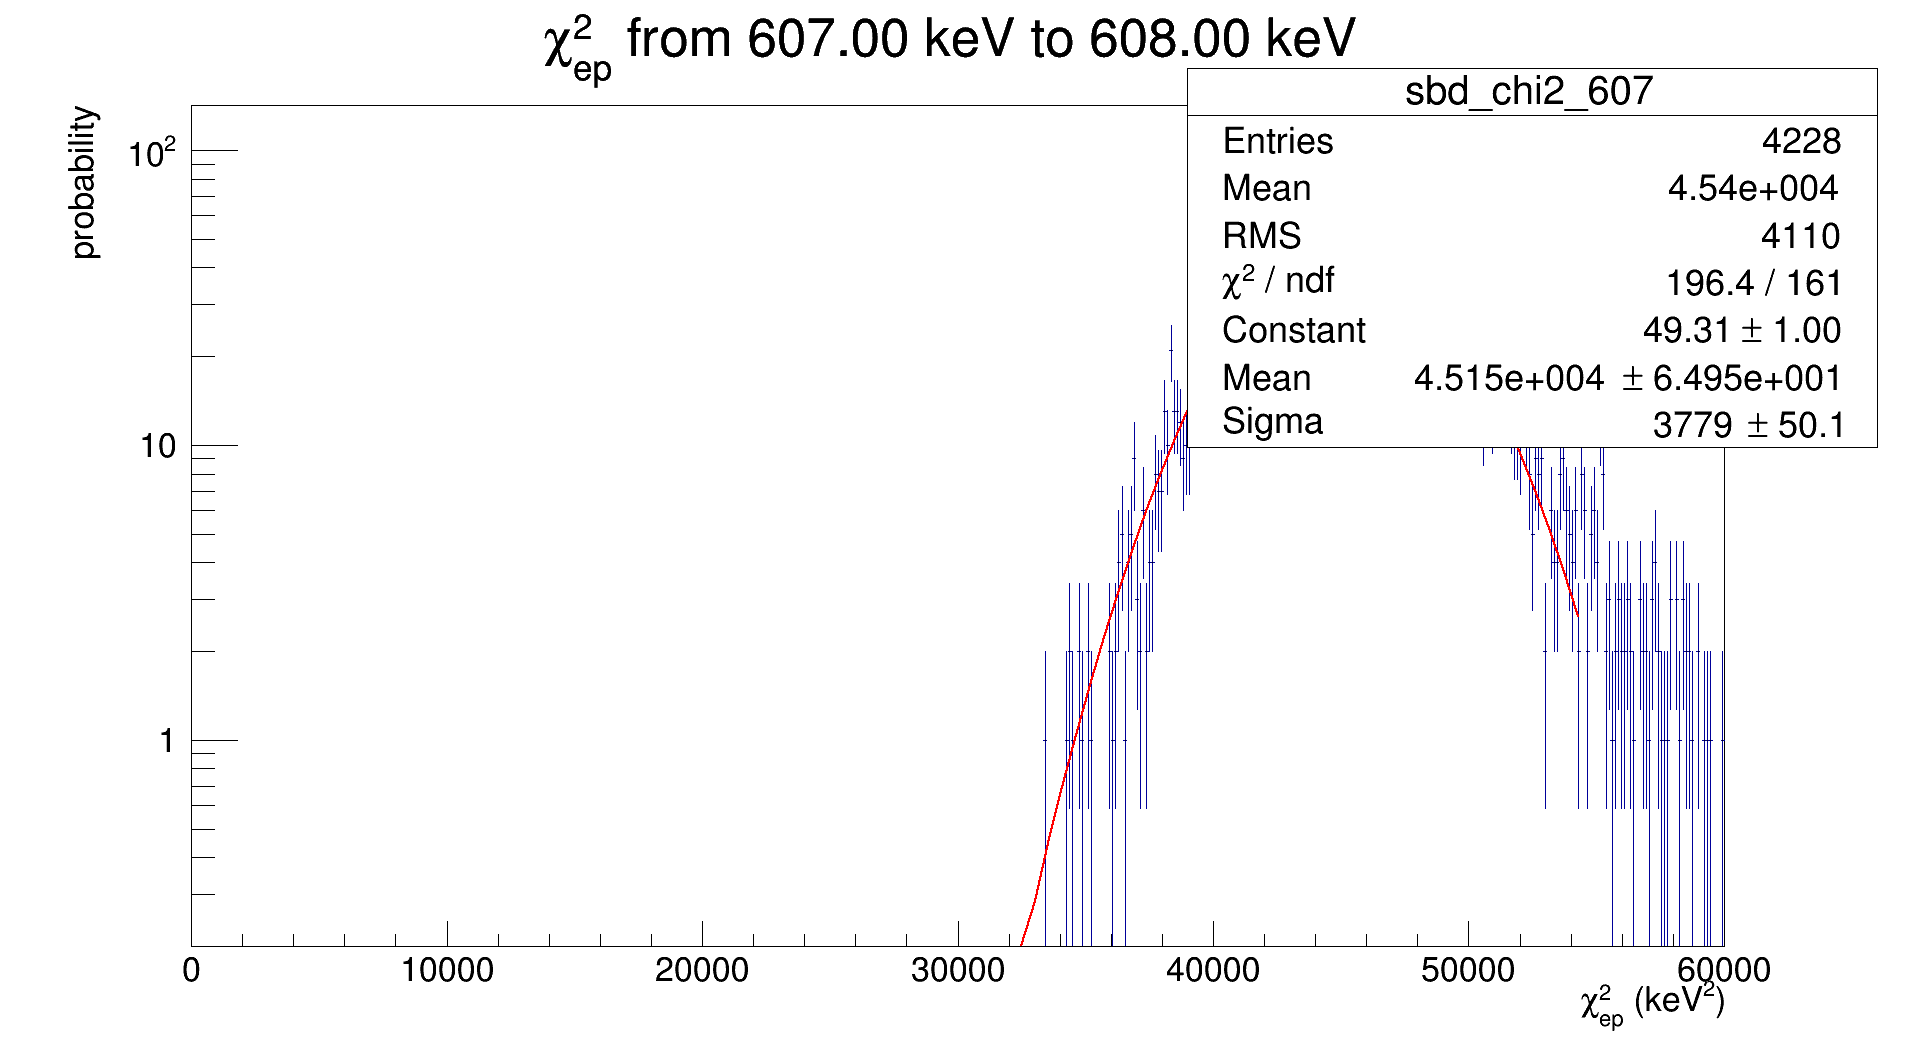 χ²ep from 607.00 keV to 608.00 keV
sbd_chi2_607
Entries 4228
Mean 4.54e+004
RMS 4110
χ² / ndf 196.4 / 161
Constant 49.31 ± 1.00
Mean 4.515e+004 ± 6.495e+001
Sigma 3779 ± 50.1
probability
10²
10
1
0 10000 20000 30000 40000 50000 60000
χ²ep (keV²)